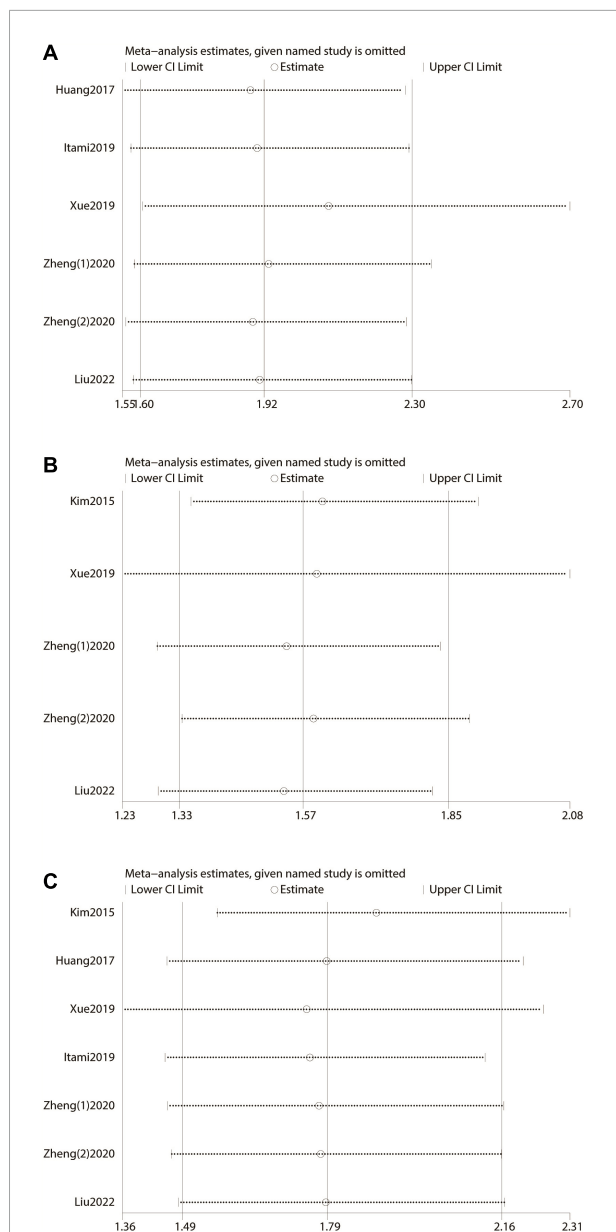 A
Meta−analysis estimates, given named study is omitted
Lower CI Limit Estimate Upper CI Limit
Huang2017
Itami2019
Xue2019
Zheng(1)2020
Zheng(2)2020
Liu2022
1.55 1.60 1.92 2.30 2.70
B
Meta−analysis estimates, given named study is omitted
Lower CI Limit Estimate Upper CI Limit
Kim2015
Xue2019
Zheng(1)2020
Zheng(2)2020
Liu2022
1.23 1.33 1.57 1.85 2.08
C
Meta−analysis estimates, given named study is omitted
Lower CI Limit Estimate Upper CI Limit
Kim2015
Huang2017
Xue2019
Itami2019
Zheng(1)2020
Zheng(2)2020
Liu2022
1.36 1.49 1.79 2.16 2.31